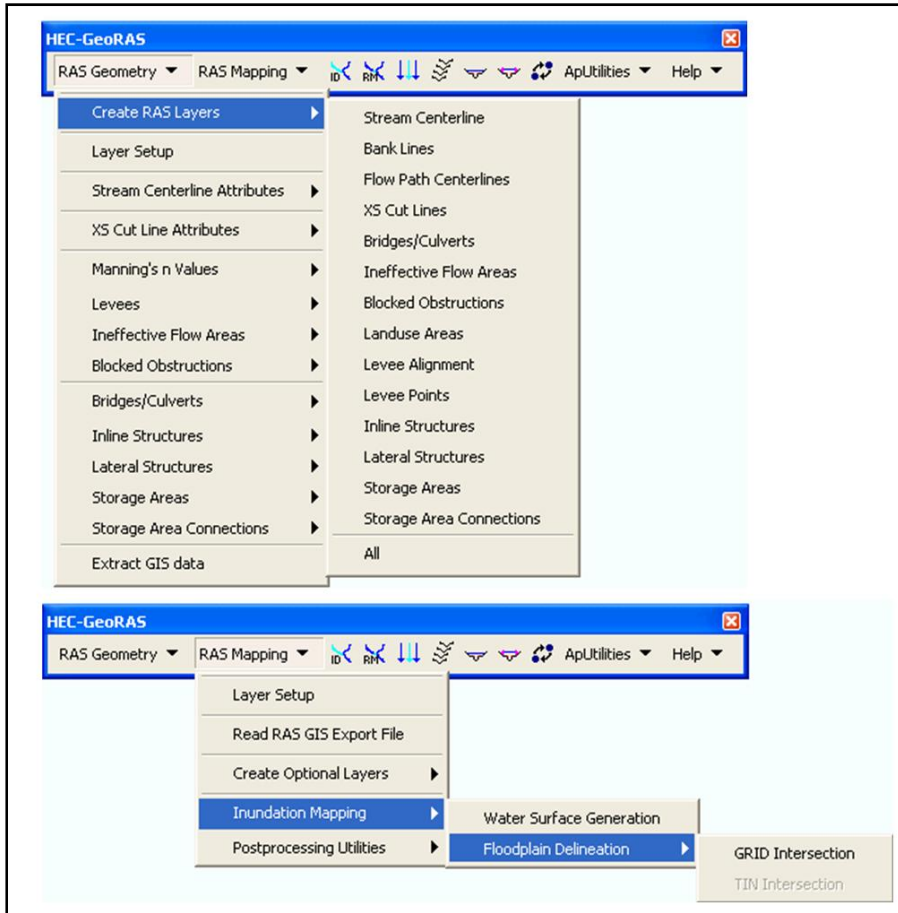 HEC-GeoRAS
RAS Geometry RAS Mapping ID RM ApUtilities Help
Create RAS Layers
Layer Setup
Stream Centerline Attributes
XS Cut Line Attributes
Manning's n Values
Levees
Ineffective Flow Areas
Blocked Obstructions
Bridges/Culverts
Inline Structures
Lateral Structures
Storage Areas
Storage Area Connections
Extract GIS data
Stream Centerline
Bank Lines
Flow Path Centerlines
XS Cut Lines
Bridges/Culverts
Ineffective Flow Areas
Blocked Obstructions
Landuse Areas
Levee Alignment
Levee Points
Inline Structures
Lateral Structures
Storage Areas
Storage Area Connections
All
HEC-GeoRAS
RAS Geometry RAS Mapping ID RM ApUtilities Help
Layer Setup
Read RAS GIS Export File
Create Optional Layers
Inundation Mapping
Postprocessing Utilities
Water Surface Generation
Floodplain Delineation
GRID Intersection
TIN Intersection